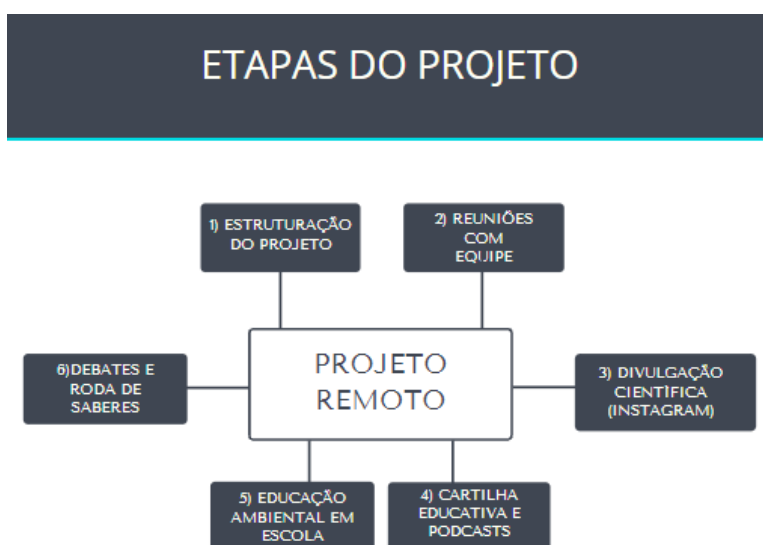 ETAPAS DO PROJETO
1) ESTRUTURAÇÃO
DO PROJETO
2) REUNIÕES
COM
EQUIPE
PROJETO
REMOTO
3) DIVULGAÇÃO
CIENTÍFICA
(INSTAGRAM)
4) CARTILHA
EDUCATIVA E
PODCASTS
5) EDUCAÇÃO
AMBIENTAL EM
ESCOLA
6)DEBATES E
RODA DE
SABERES